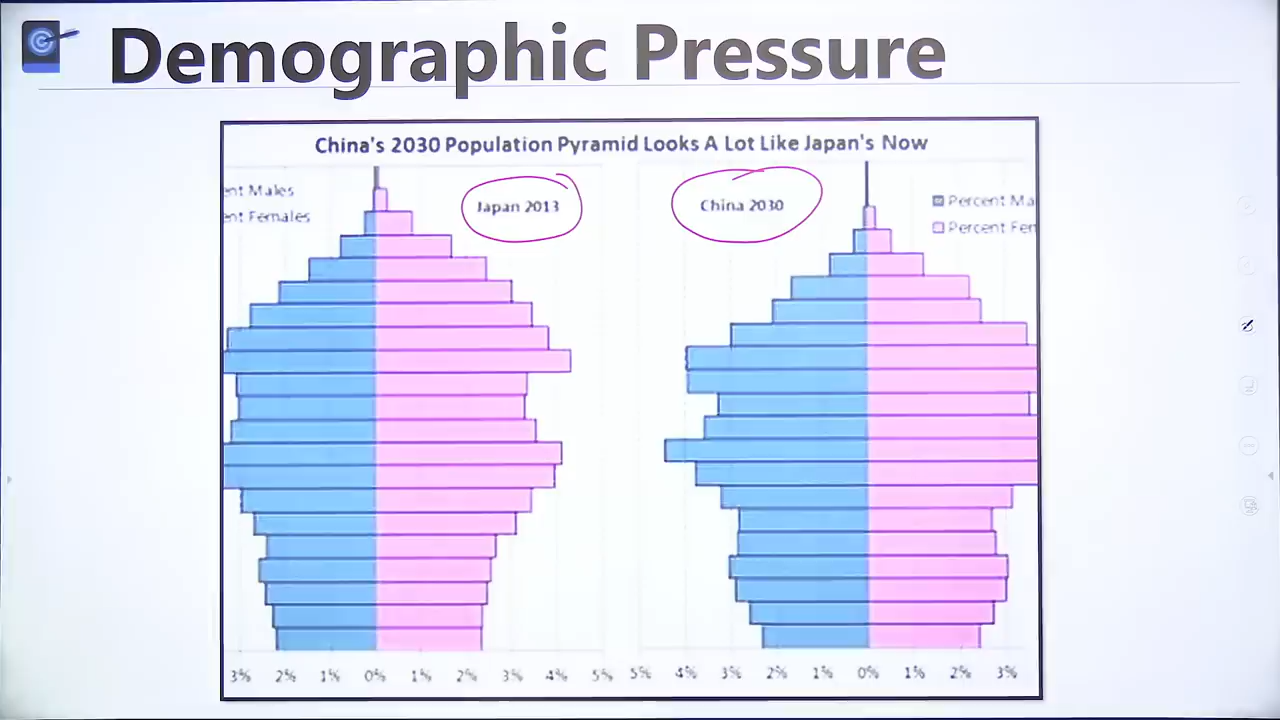 Demographic Pressure
China's 2030 Population Pyramid Looks A Lot Like Japan's Now
ent Males
ent Females
Japan 2013
China 2030
Percent Ma
Percent Fen
3% 2% 1% 0% 1% 2% 3% 4% 5%
5% 4% 3% 2% 1% 0% 1% 2% 3%